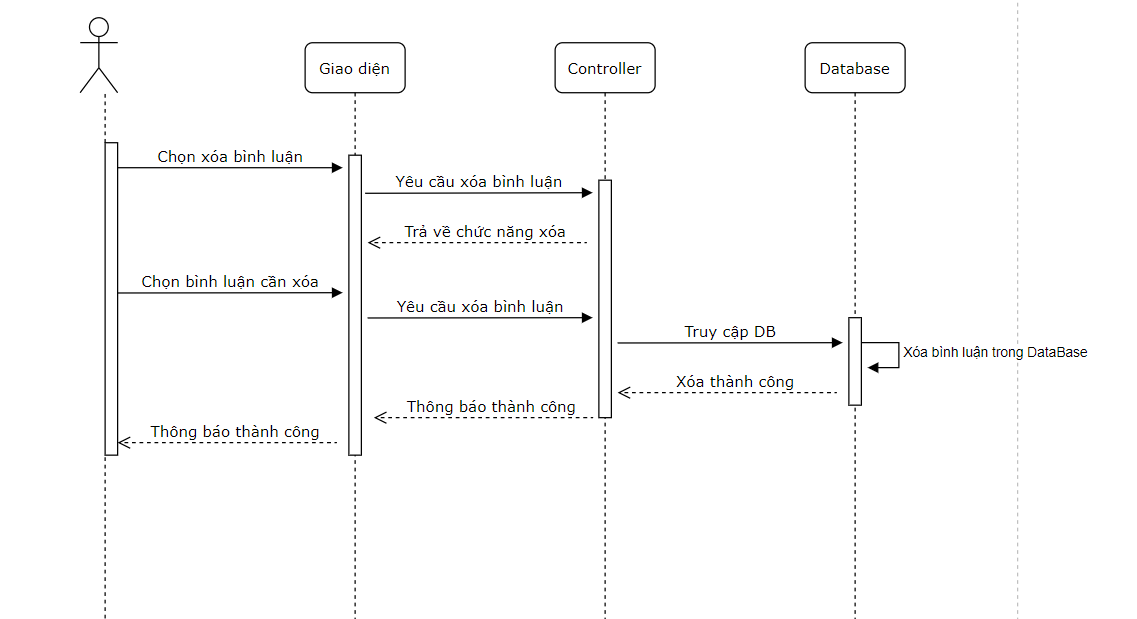 Giao diện
Controller
Database
Chọn xóa bình luận
Yêu cầu xóa bình luận
Trả về chức năng xóa
Chọn bình luận cần xóa
Yêu cầu xóa bình luận
Truy cập DB
Xóa bình luận trong DataBase
Xóa thành công
Thông báo thành công
Thông báo thành công